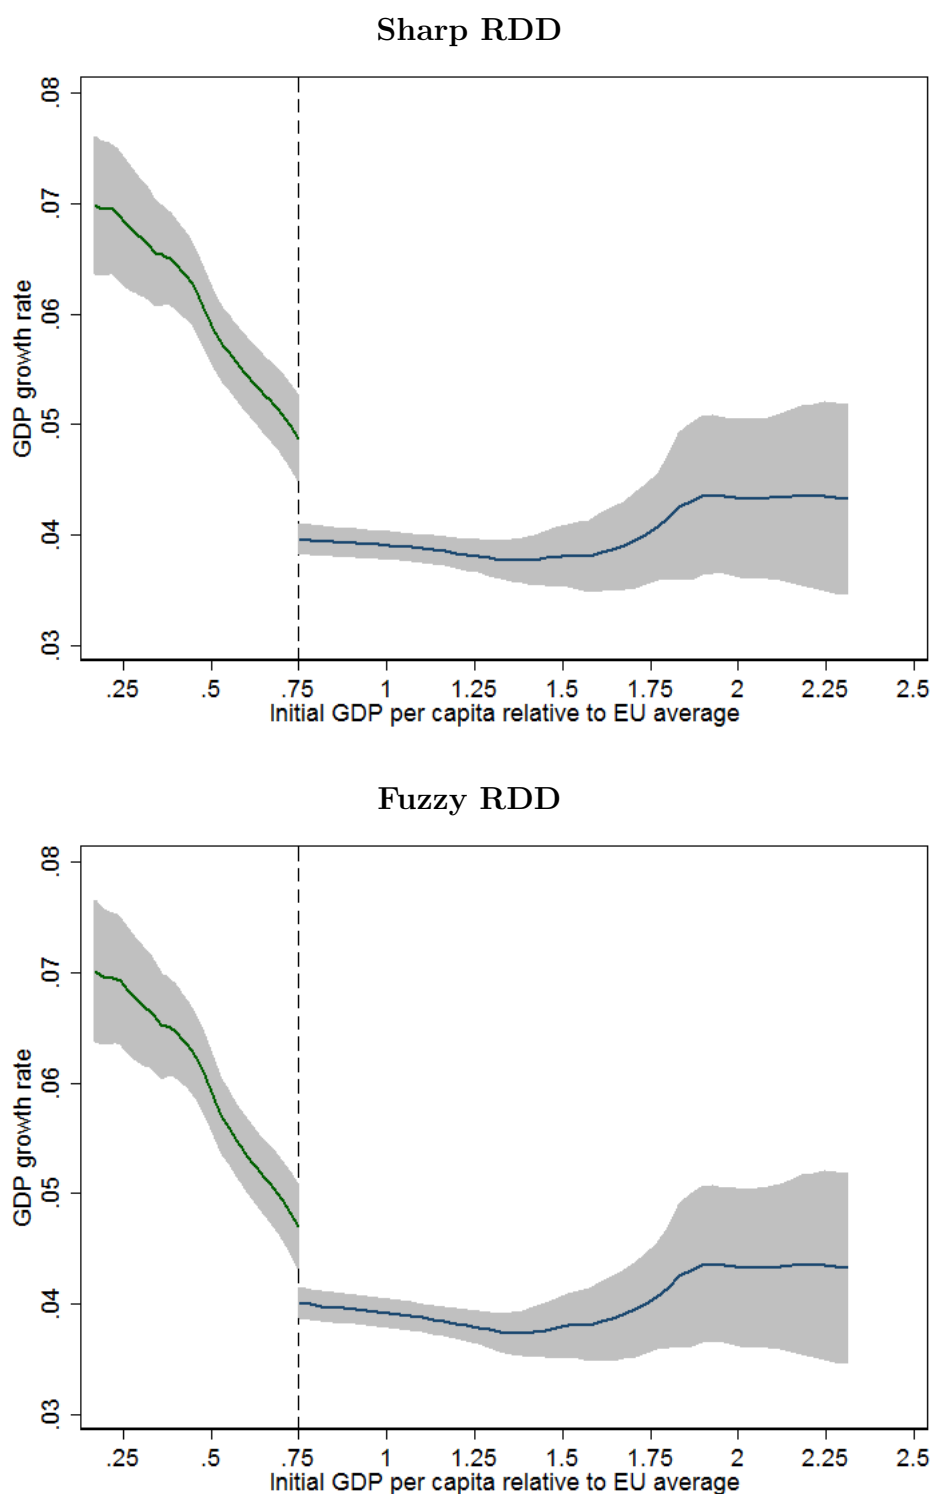 Sharp RDD
.08
.07
.06
.05
.04
.03
GDP growth rate
.25 .5 .75 1 1.25 1.5 1.75 2 2.25 2.5
Initial GDP per capita relative to EU average
Fuzzy RDD
.08
.07
.06
.05
.04
.03
GDP growth rate
.25 .5 .75 1 1.25 1.5 1.75 2 2.25 2.5
Initial GDP per capita relative to EU average